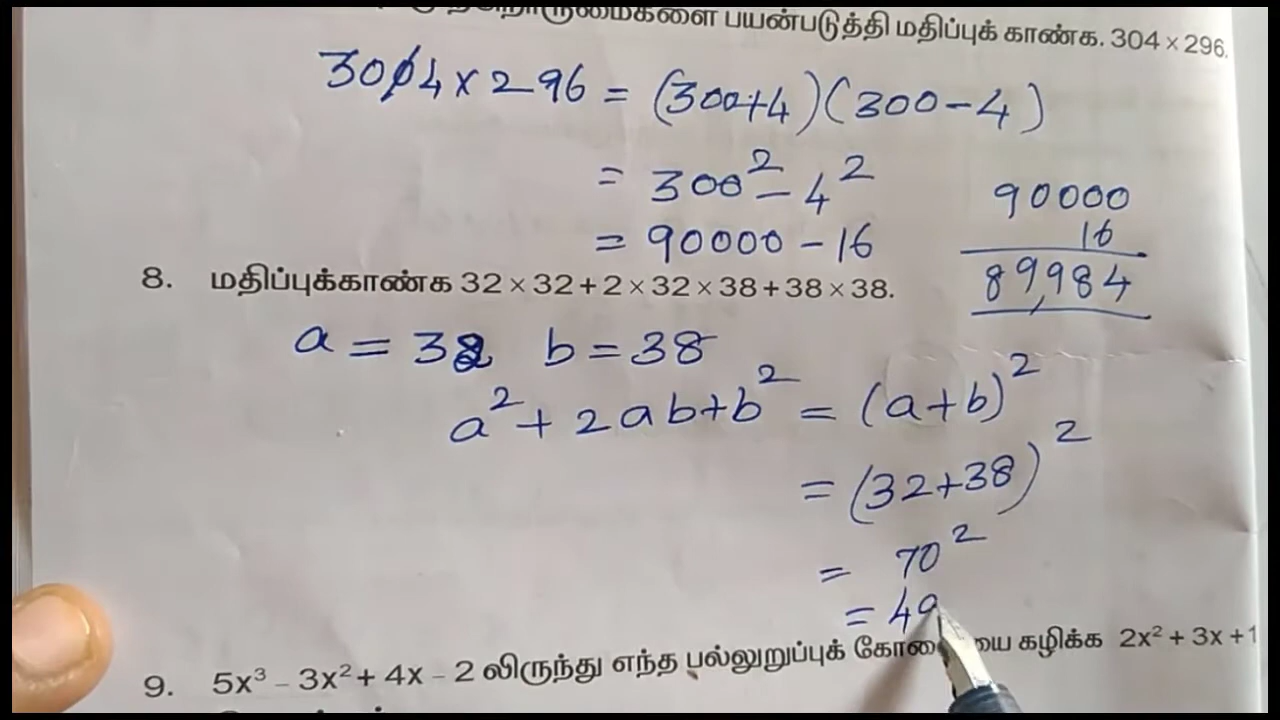 பயன்படுத்தி மதிப்புக் காண்க. 304 × 296.
304 × 296 = (300+4)(300-4)
= 300² - 4²
= 90000 - 16
90000
16
89,984
8. மதிப்புக்காண்க 32 × 32 + 2 × 32 × 38 + 38 × 38.
a = 32 b = 38
a² + 2ab + b² = (a+b)²
= (32+38)²
= 70²
= 49
9. 5x³ – 3x² + 4x – 2 லிருந்து எந்த பல்லுறுப்புக் கழிக்க 2x² + 3x + 1